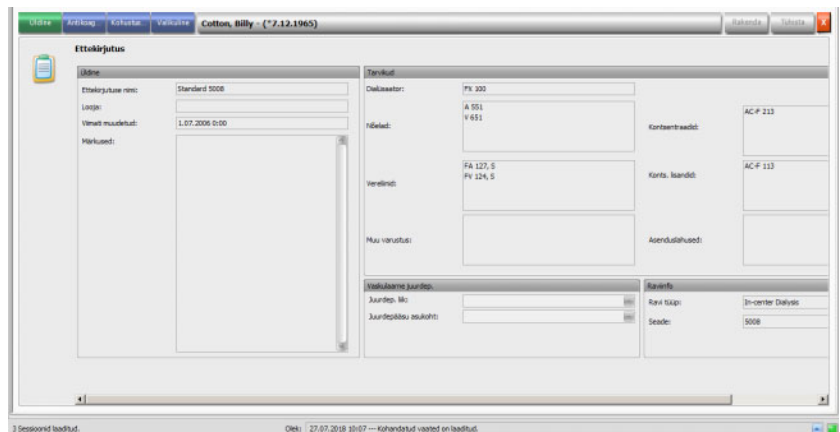 Üldine Antikoag. Kohustus. Valikuline Cotton, Billy - (*7.12.1965) Rakenda Tühista X
Ettekirjutus
Üldine
Ettekirjutuse nimi: Standard 5008
Looja:
Viimati muudetud: 1.07.2006 0:00
Märkused:
Tarvikud
Dialüsaator: FX 100
Nõelad: A 551
V 651
Kontsentraadid: AC-F 213
Vereliinid: FA 127, S
FV 124, S
Konts. lisandid: AC-F 113
Muu varustus:
Asenduslahused:
Vaskulaarne juurdep.
Juurdep. liik:
Juurdepääsu asukoht:
Raviinfo
Ravi tüüp: In-center Dialysis
Seade: 5008
3 Sessioonid laaditud. Olek: 27.07.2018 10:07 --- Kohandatud vaated on laaditud.